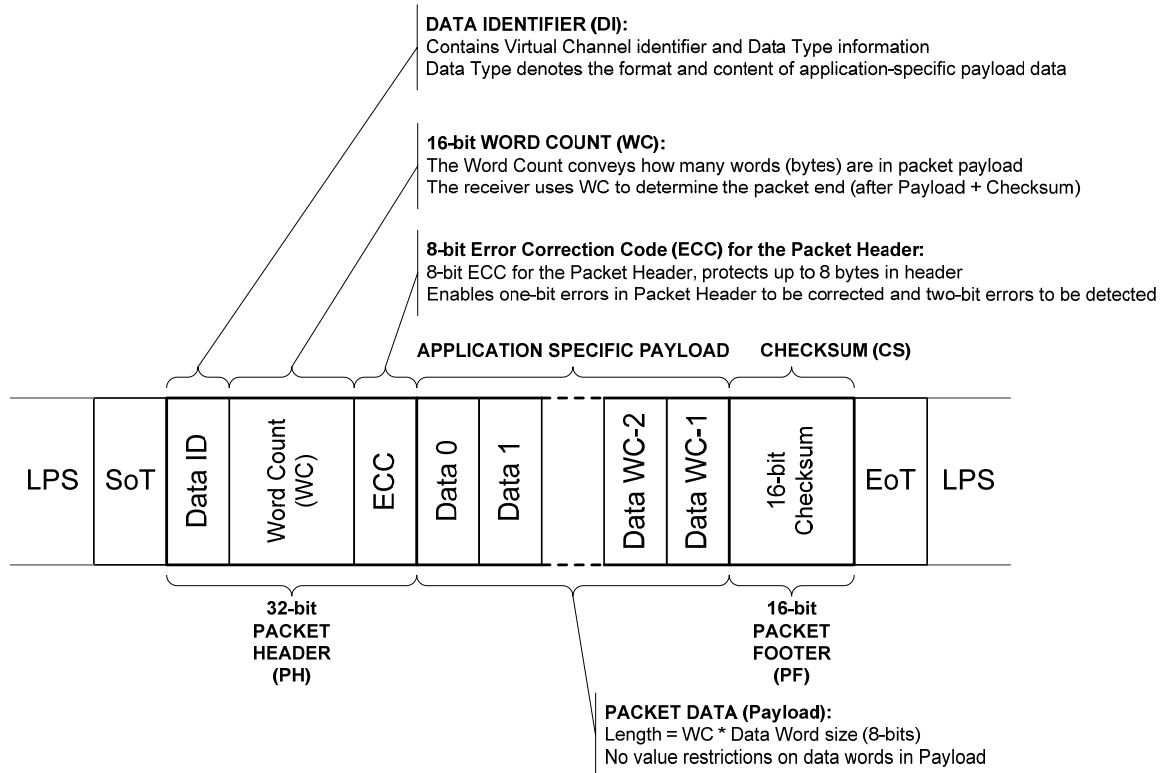 DATA IDENTIFIER (DI):
Contains Virtual Channel identifier and Data Type information
Data Type denotes the format and content of application-specific payload data
16-bit WORD COUNT (WC):
The Word Count conveys how many words (bytes) are in packet payload
The receiver uses WC to determine the packet end (after Payload + Checksum)
8-bit Error Correction Code (ECC) for the Packet Header:
8-bit ECC for the Packet Header, protects up to 8 bytes in header
Enables one-bit errors in Packet Header to be corrected and two-bit errors to be detected
APPLICATION SPECIFIC PAYLOAD
CHECKSUM (CS)
LPS
SoT
Data ID
Word Count
(WC)
ECC
Data 0
Data 1
Data WC-2
Data WC-1
16-bit
Checksum
EoT
LPS
32-bit
PACKET
HEADER
(PH)
16-bit
PACKET
FOOTER
(PF)
PACKET DATA (Payload):
Length = WC * Data Word size (8-bits)
No value restrictions on data words in Payload